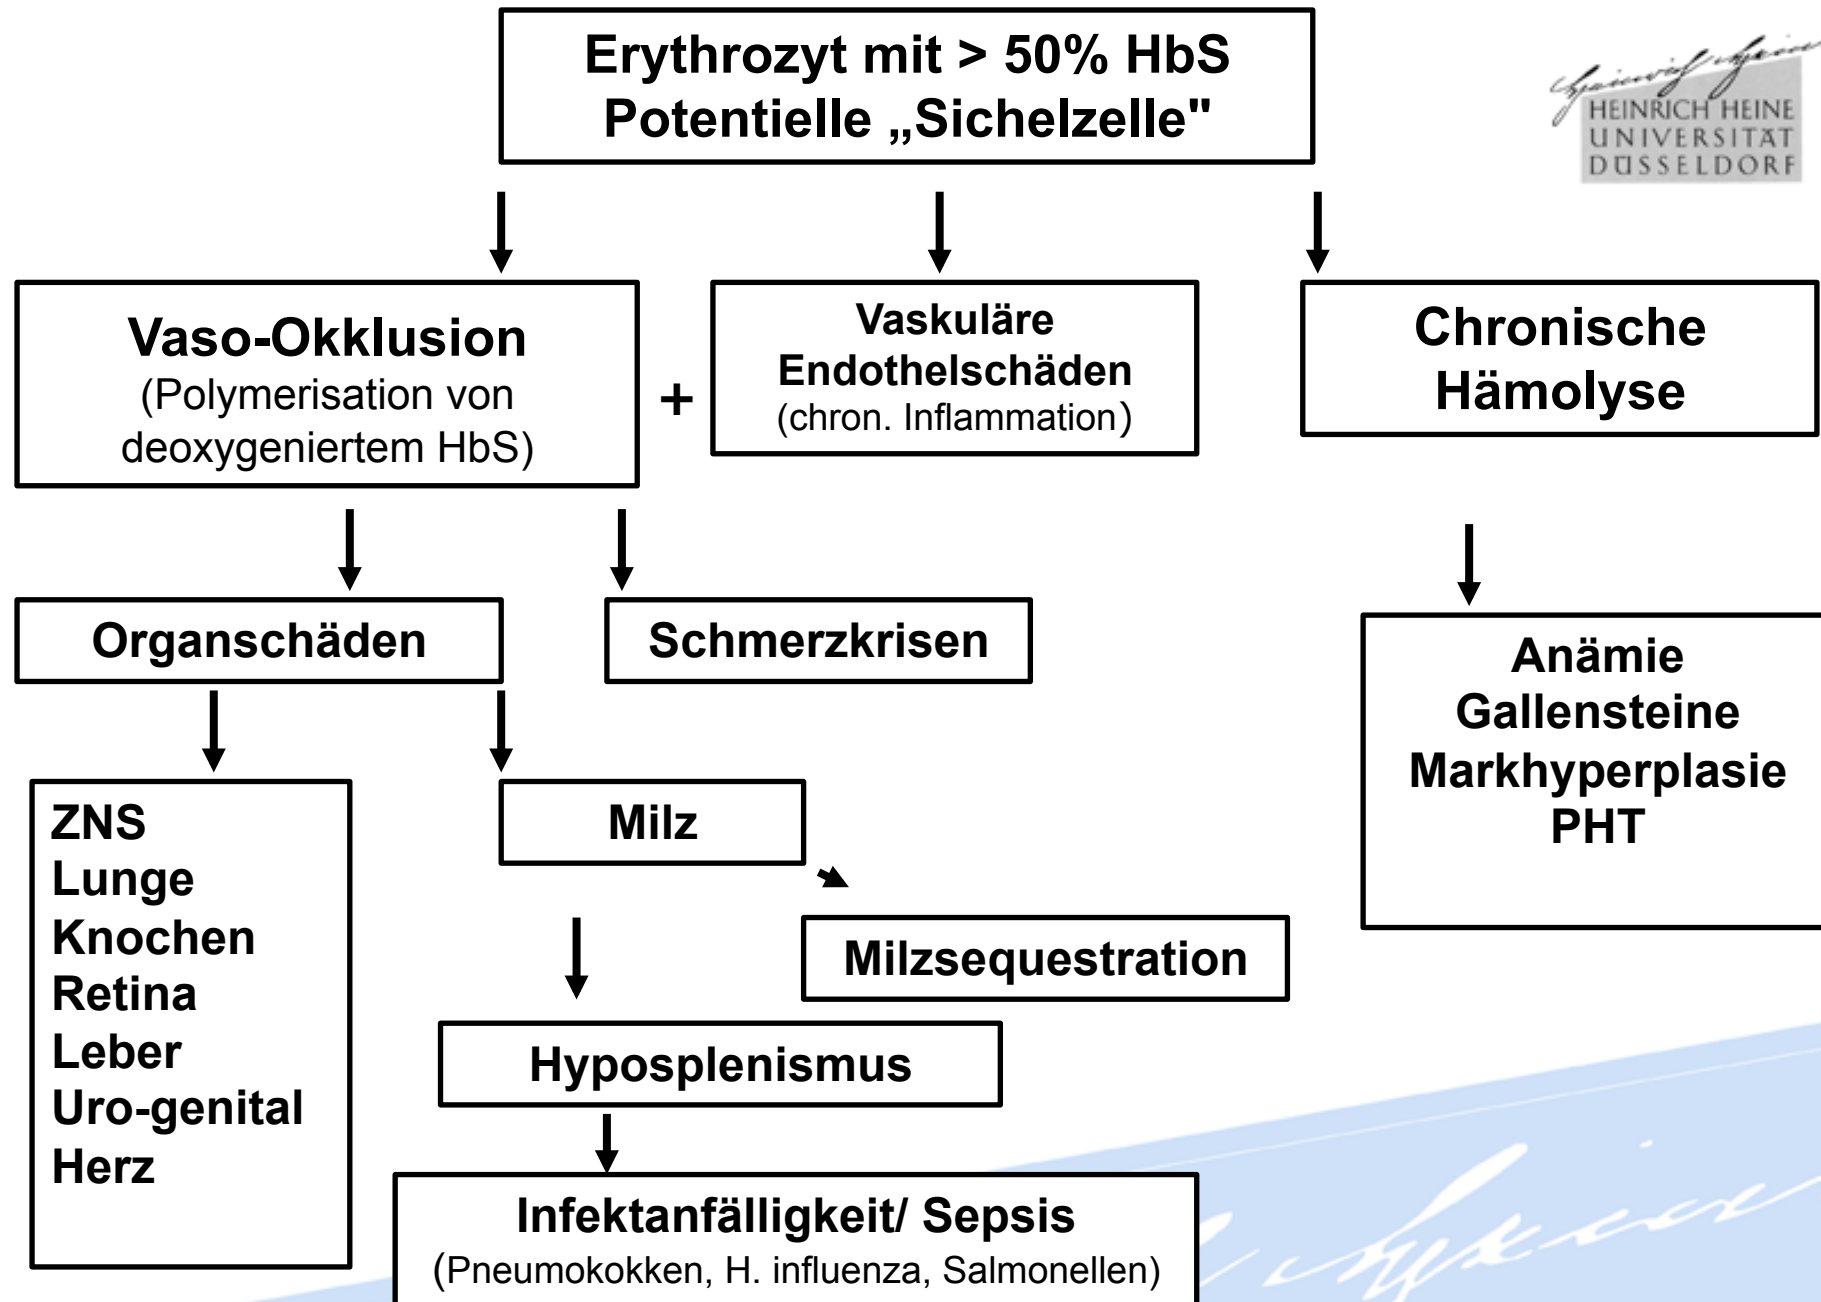 Erythrozyt mit > 50% HbS
Potentielle „Sichelzelle"
HEINRICH HEINE
UNIVERSITÄT
DÜSSELDORF
Vaso-Okklusion
(Polymerisation von
deoxygeniertem HbS)
+
Vaskuläre
Endothelschäden
(chron. Inflammation)
Chronische
Hämolyse
Organschäden
Schmerzkrisen
Anämie
Gallensteine
Markhyperplasie
PHT
ZNS
Lunge
Knochen
Retina
Leber
Uro-genital
Herz
Milz
Milzsequestration
Hyposplenismus
Infektanfälligkeit/ Sepsis
(Pneumokokken, H. influenza, Salmonellen)